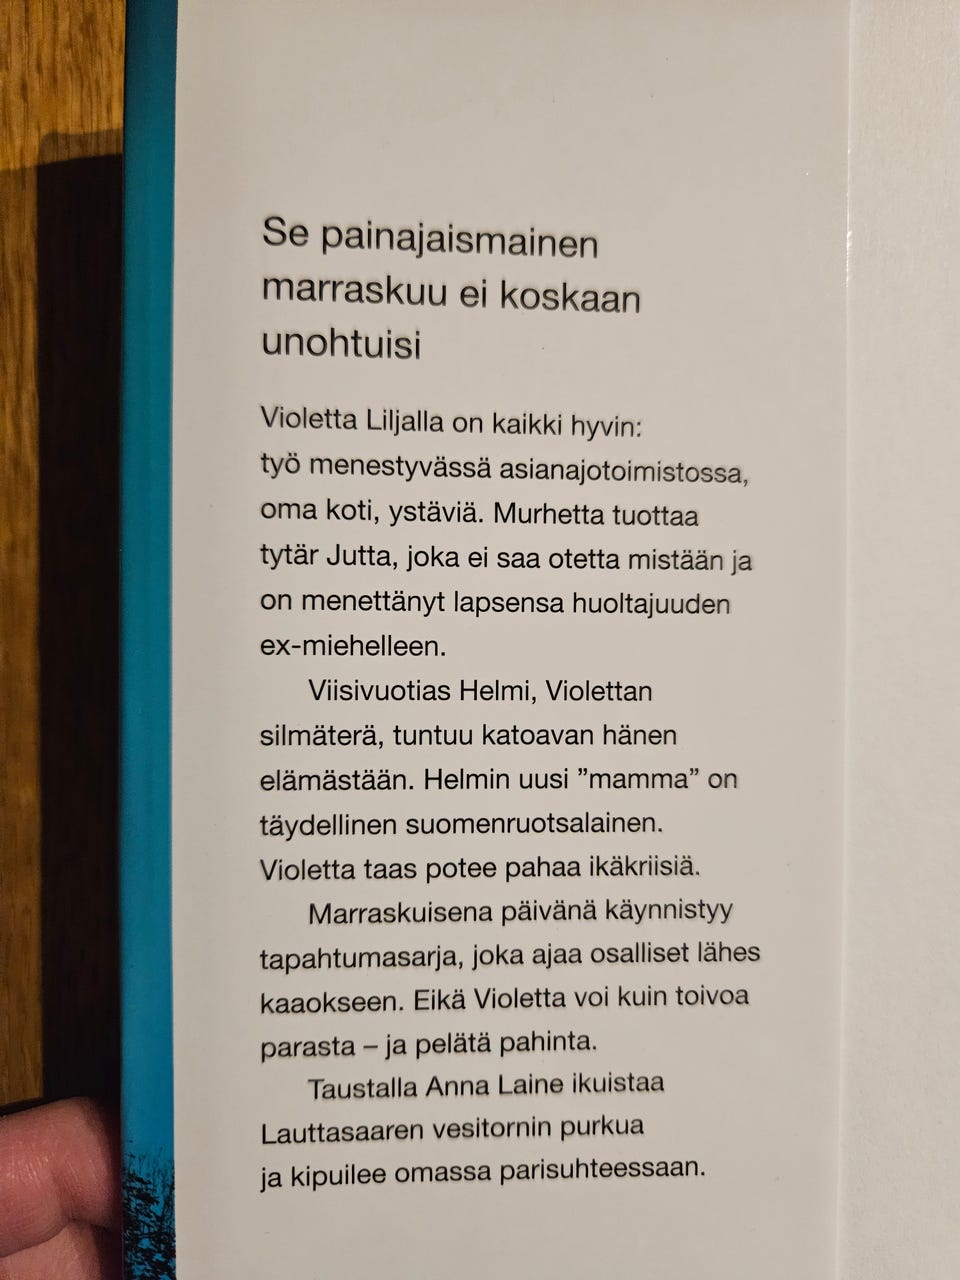 Se painajaismainen
marraskuu ei koskaan
unohtuisi
Violetta Liljalla on kaikki hyvin:
työ menestyvässä asianajotoimistossa,
oma koti, ystäviä. Murhetta tuottaa
tytär Jutta, joka ei saa otetta mistään ja
on menettänyt lapsensa huoltajuuden
ex-miehelleen.
Viisivuotias Helmi, Violettan
silmäterä, tuntuu katoavan hänen
elämästään. Helmin uusi ”mamma” on
täydellinen suomenruotsalainen.
Violetta taas potee pahaa ikäkriisiä.
Marraskuisena päivänä käynnistyy
tapahtumasarja, joka ajaa osalliset lähes
kaaokseen. Eikä Violetta voi kuin toivoa
parasta – ja pelätä pahinta.
Taustalla Anna Laine ikuistaa
Lauttasaaren vesitornin purkua
ja kipuilee omassa parisuhteessaan.